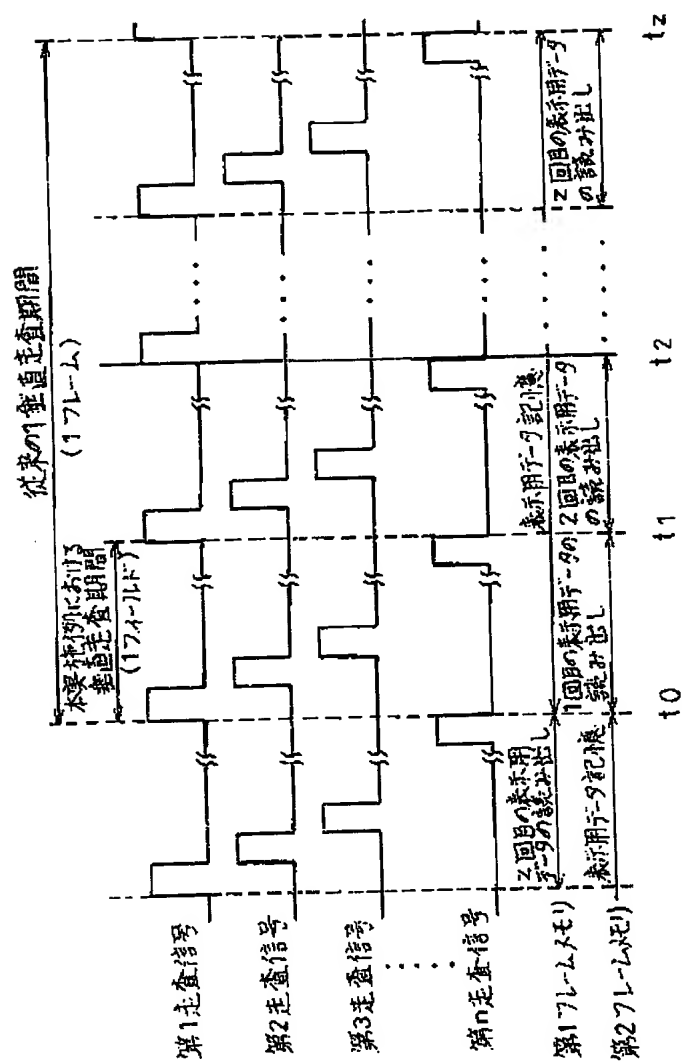 従来の1垂直走査期間
(1フレーム)
本実施例における
垂直走査期間
(1フィールド)
第1走査信号
第2走査信号
第3走査信号
・・・・・
第n走査信号
第1フレームメモリ
第2フレームメモリ
z回目の表示用
データの読み出し
表示用データ記憶
z回目の表示用データ
の読み出し
表示用データ記憶
1回目の表示用データの
読み出し
2回目の表示用データ
の読み出し
t0
t1
t2
tz